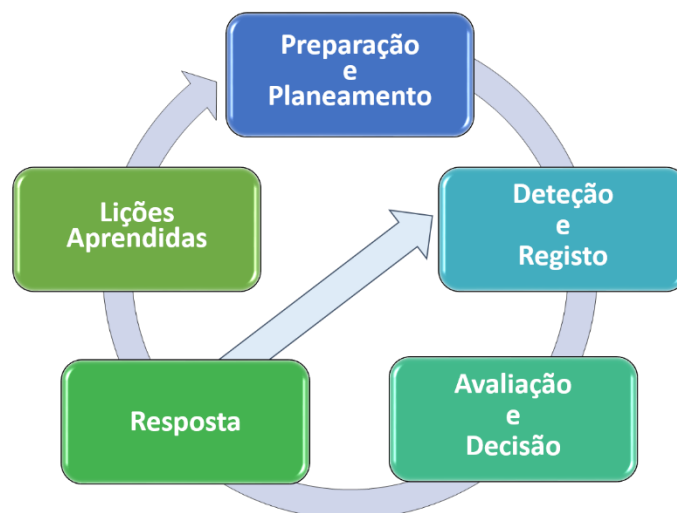 Preparação
e
Planeamento
Deteção
e
Registo
Avaliação
e
Decisão
Resposta
Lições
Aprendidas